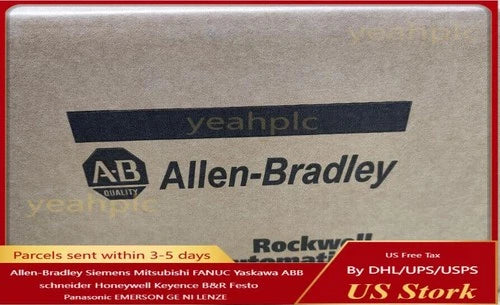 yeahplc
yeahplc
A·B
QUALITY
Allen-Bradley
yeahplc
Rockwell
Automation
Parcels sent within 3-5 days
Allen-Bradley Siemens Mitsubishi FANUC Yaskawa ABB
schneider Honeywell Keyence B&R Festo
Panasonic EMERSON GE NI LENZE
US Free Tax
By DHL/UPS/USPS
US Stork